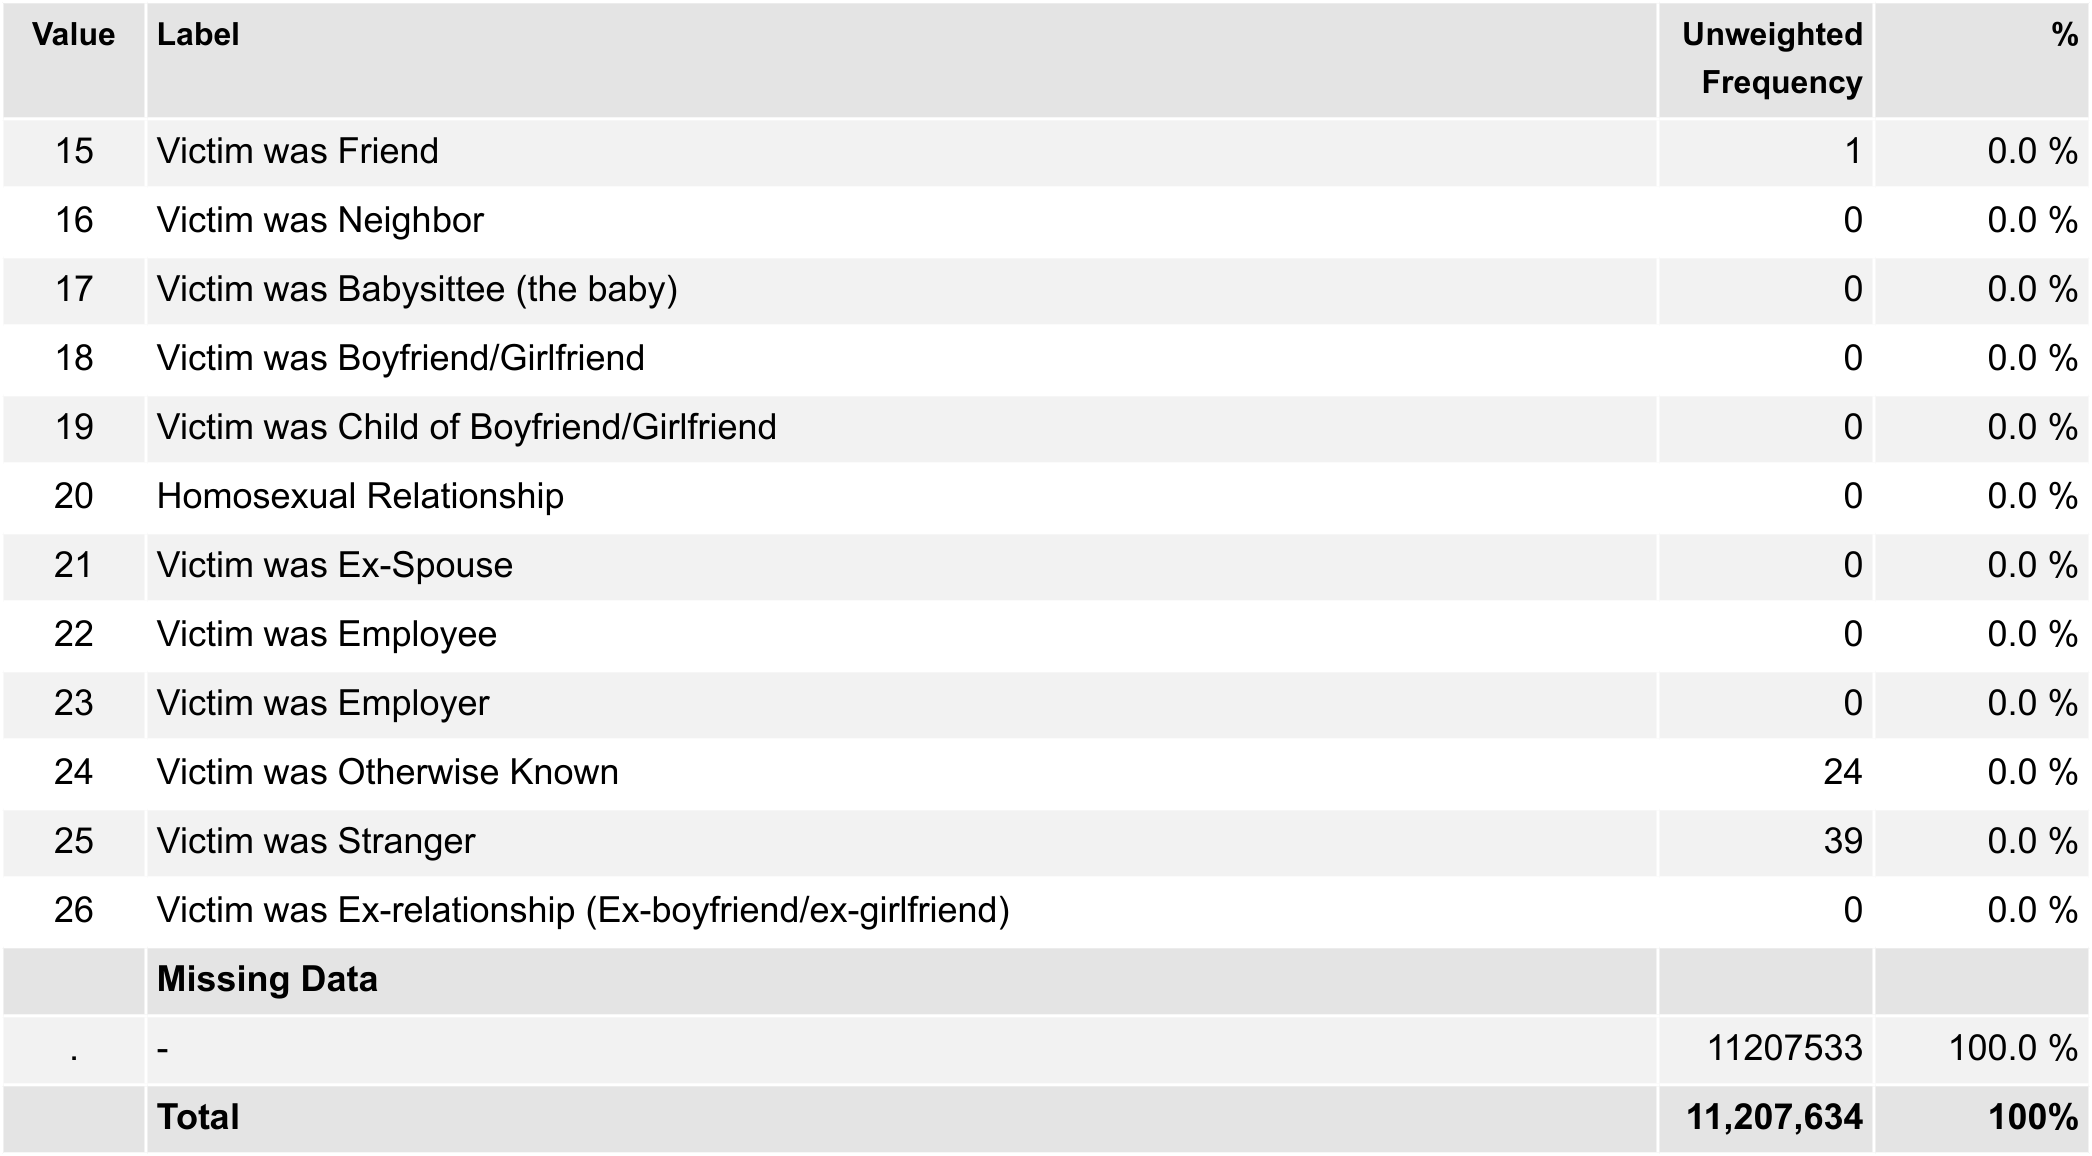 Value Label Unweighted Frequency %
15 Victim was Friend 1 0.0 %
16 Victim was Neighbor 0 0.0 %
17 Victim was Babysittee (the baby) 0 0.0 %
18 Victim was Boyfriend/Girlfriend 0 0.0 %
19 Victim was Child of Boyfriend/Girlfriend 0 0.0 %
20 Homosexual Relationship 0 0.0 %
21 Victim was Ex-Spouse 0 0.0 %
22 Victim was Employee 0 0.0 %
23 Victim was Employer 0 0.0 %
24 Victim was Otherwise Known 24 0.0 %
25 Victim was Stranger 39 0.0 %
26 Victim was Ex-relationship (Ex-boyfriend/ex-girlfriend) 0 0.0 %
Missing Data
. - 11207533 100.0 %
Total 11,207,634 100%